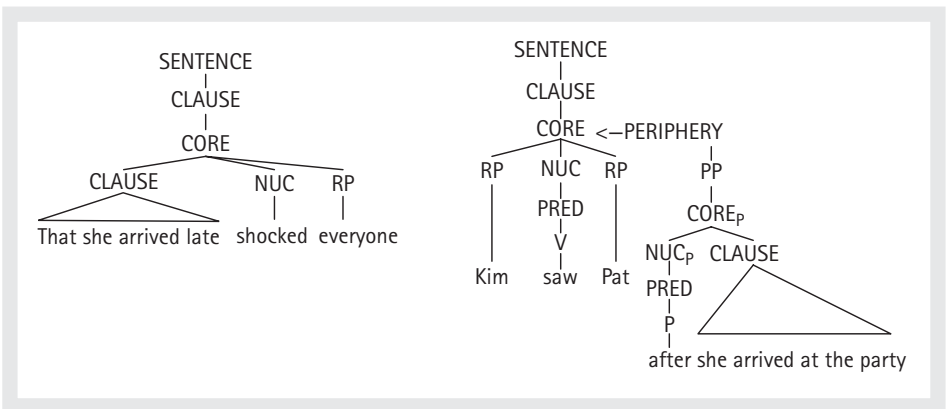 SENTENCE
CLAUSE
CORE
CLAUSE NUC RP
That she arrived late shocked everyone
SENTENCE
CLAUSE
CORE <–PERIPHERY
RP NUC RP PP
PRED COREP
V NUCP CLAUSE
Kim saw Pat PRED
P
after she arrived at the party